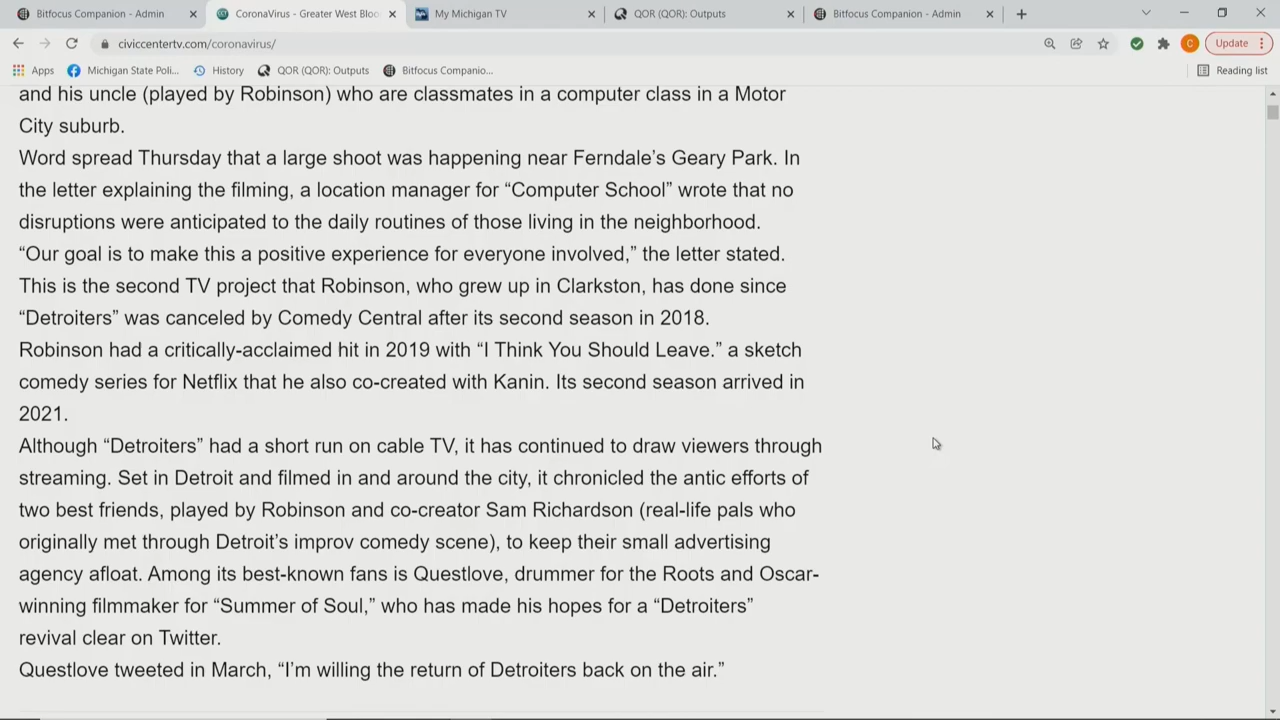 Bitfocus Companion - Admin
CoronaVirus - Greater West Bloo
My Michigan TV
QOR (QOR): Outputs
Bitfocus Companion - Admin
civiccentertv.com/coronavirus/
Update
Apps
Michigan State Poli...
History
QOR (QOR): Outputs
Bitfocus Companio...
Reading list
and his uncle (played by Robinson) who are classmates in a computer class in a Motor
City suburb.
Word spread Thursday that a large shoot was happening near Ferndale’s Geary Park. In
the letter explaining the filming, a location manager for “Computer School” wrote that no
disruptions were anticipated to the daily routines of those living in the neighborhood.
“Our goal is to make this a positive experience for everyone involved,” the letter stated.
This is the second TV project that Robinson, who grew up in Clarkston, has done since
“Detroiters” was canceled by Comedy Central after its second season in 2018.
Robinson had a critically-acclaimed hit in 2019 with “I Think You Should Leave.” a sketch
comedy series for Netflix that he also co-created with Kanin. Its second season arrived in
2021.
Although “Detroiters” had a short run on cable TV, it has continued to draw viewers through
streaming. Set in Detroit and filmed in and around the city, it chronicled the antic efforts of
two best friends, played by Robinson and co-creator Sam Richardson (real-life pals who
originally met through Detroit’s improv comedy scene), to keep their small advertising
agency afloat. Among its best-known fans is Questlove, drummer for the Roots and Oscar-
winning filmmaker for “Summer of Soul,” who has made his hopes for a “Detroiters”
revival clear on Twitter.
Questlove tweeted in March, “I’m willing the return of Detroiters back on the air.”